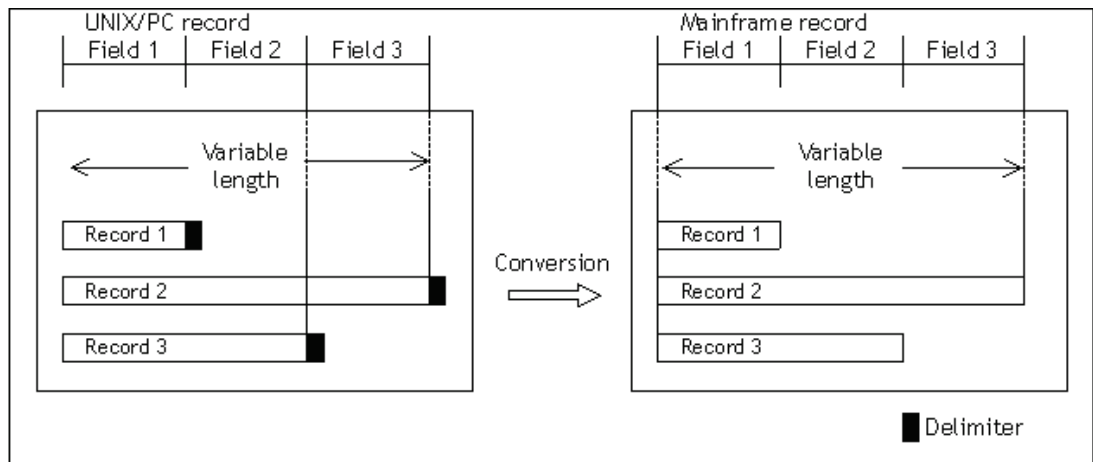 UNIX/PC record
Field 1 Field 2 Field 3
Variable
length
Record 1
Record 2
Record 3
Conversion
Mainframe record
Field 1 Field 2 Field 3
Variable
length
Record 1
Record 2
Record 3
Delimiter